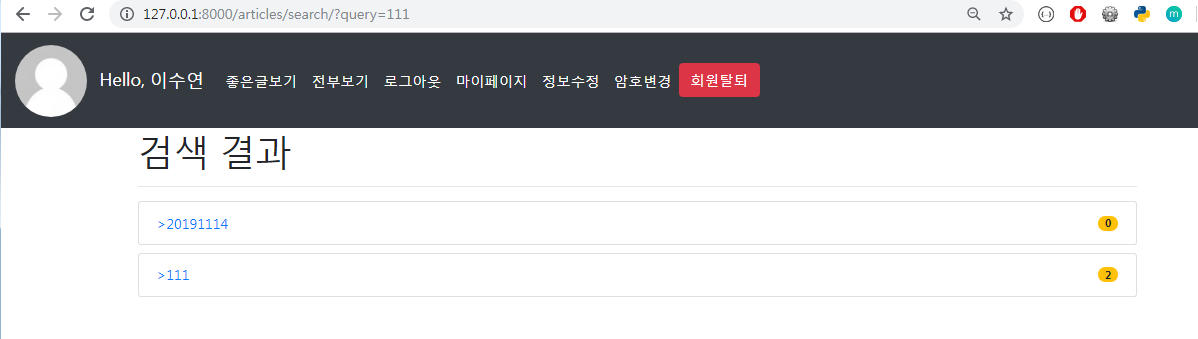 127.0.0.1:8000/articles/search/?query=111
Hello, 이수연 좋은글보기 전부보기 로그아웃 마이페이지 정보수정 암호변경 회원탈퇴
검색 결과
>20191114 0
>111 2